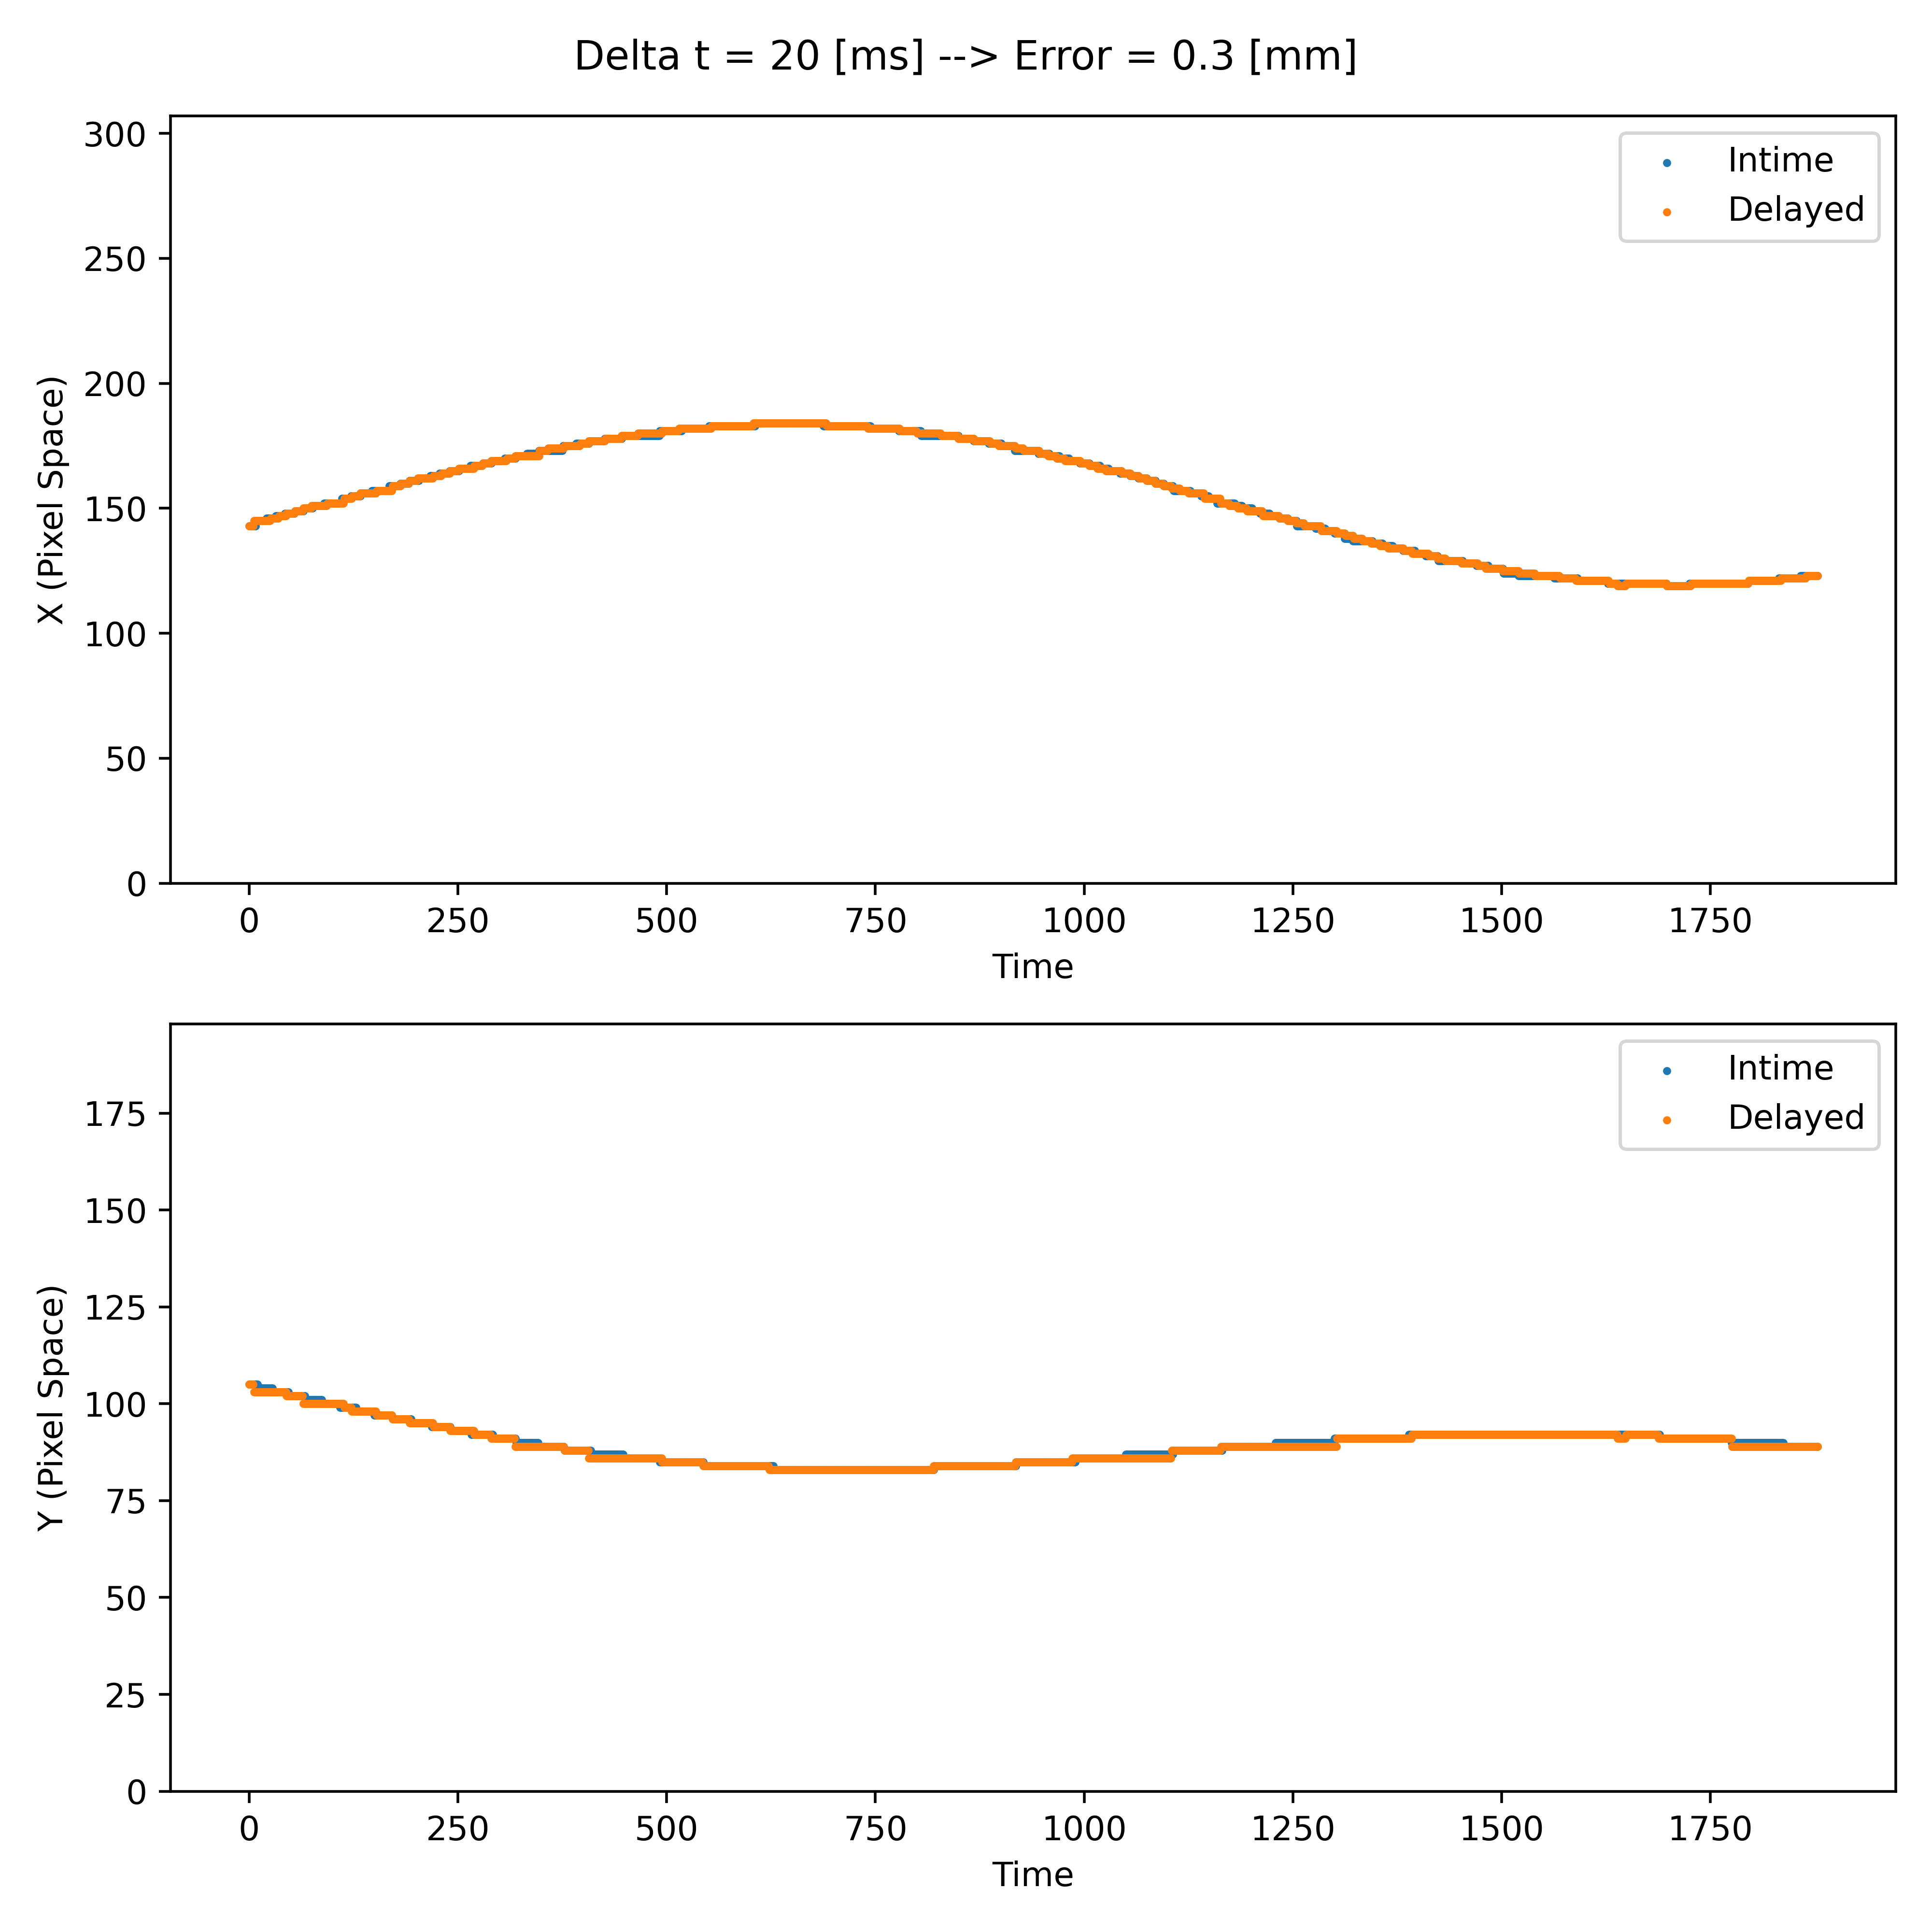 Delta t = 20 [ms] --> Error = 0.3 [mm]
300
250
200
150
100
50
0
X (Pixel Space)
Intime
Delayed
0 250 500 750 1000 1250 1500 1750
Time
175
150
125
100
75
50
25
0
Y (Pixel Space)
Intime
Delayed
0 250 500 750 1000 1250 1500 1750
Time